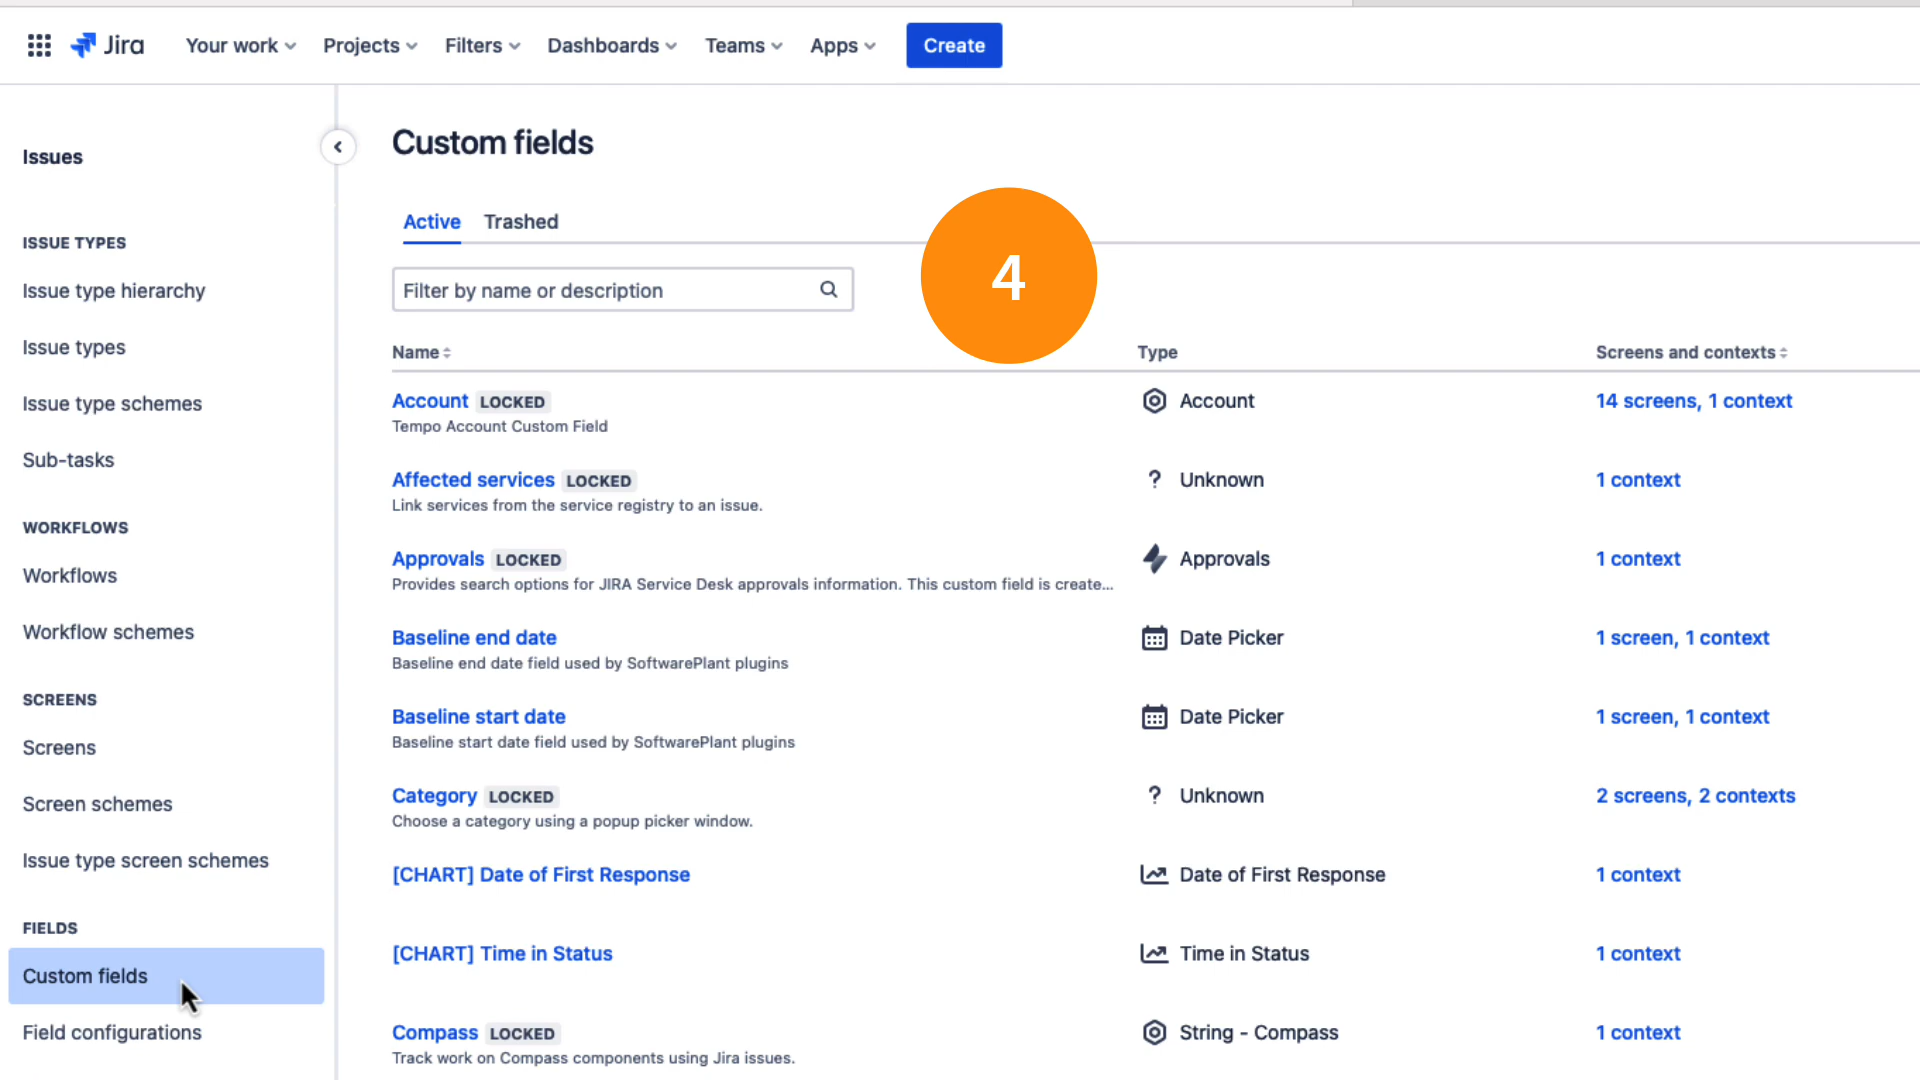 Jira Your work Projects Filters Dashboards Teams Apps Create
Issues
ISSUE TYPES
Issue type hierarchy
Issue types
Issue type schemes
Sub-tasks
WORKFLOWS
Workflows
Workflow schemes
SCREENS
Screens
Screen schemes
Issue type screen schemes
FIELDS
Custom fields
Field configurations
Custom fields
Active Trashed
4
Filter by name or description
Name Type Screens and contexts
Account LOCKED Account 14 screens, 1 context
Tempo Account Custom Field
Affected services LOCKED ? Unknown 1 context
Link services from the service registry to an issue.
Approvals LOCKED Approvals 1 context
Provides search options for JIRA Service Desk approvals information. This custom field is create...
Baseline end date Date Picker 1 screen, 1 context
Baseline end date field used by SoftwarePlant plugins
Baseline start date Date Picker 1 screen, 1 context
Baseline start date field used by SoftwarePlant plugins
Category LOCKED ? Unknown 2 screens, 2 contexts
Choose a category using a popup picker window.
[CHART] Date of First Response Date of First Response 1 context
[CHART] Time in Status Time in Status 1 context
Compass LOCKED String - Compass 1 context
Track work on Compass components using Jira issues.